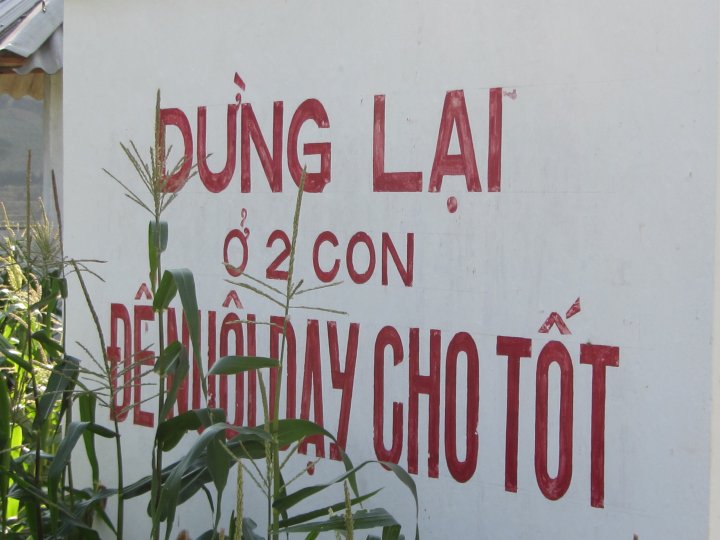 DỪNG LẠI
Ở 2 CON
ĐỂ NUÔI DẠY CHO TỐT